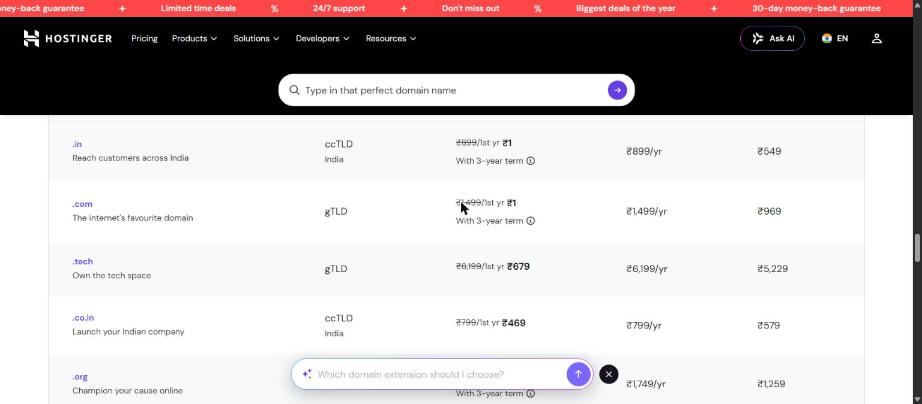 ney-back guarantee + Limited time deals % 24/7 support + Don't miss out % Biggest deals of the year + 30-day money-back guarantee
HOSTINGER Pricing Products Solutions Developers Resources Ask AI EN
Type in that perfect domain name
.in ccTLD ₹899/1st yr ₹1 ₹899/yr ₹549
Reach customers across India India With 3-year term
.com gTLD ₹1,499/1st yr ₹1 ₹1,499/yr ₹969
The internet's favourite domain With 3-year term
.tech gTLD ₹6,199/1st yr ₹679 ₹6,199/yr ₹5,229
Own the tech space
.co.in ccTLD ₹799/1st yr ₹469 ₹799/yr ₹579
Launch your Indian company India
Which domain extension should I choose?
.org ₹1,749/yr ₹1,259
Champion your cause online With 3-year term